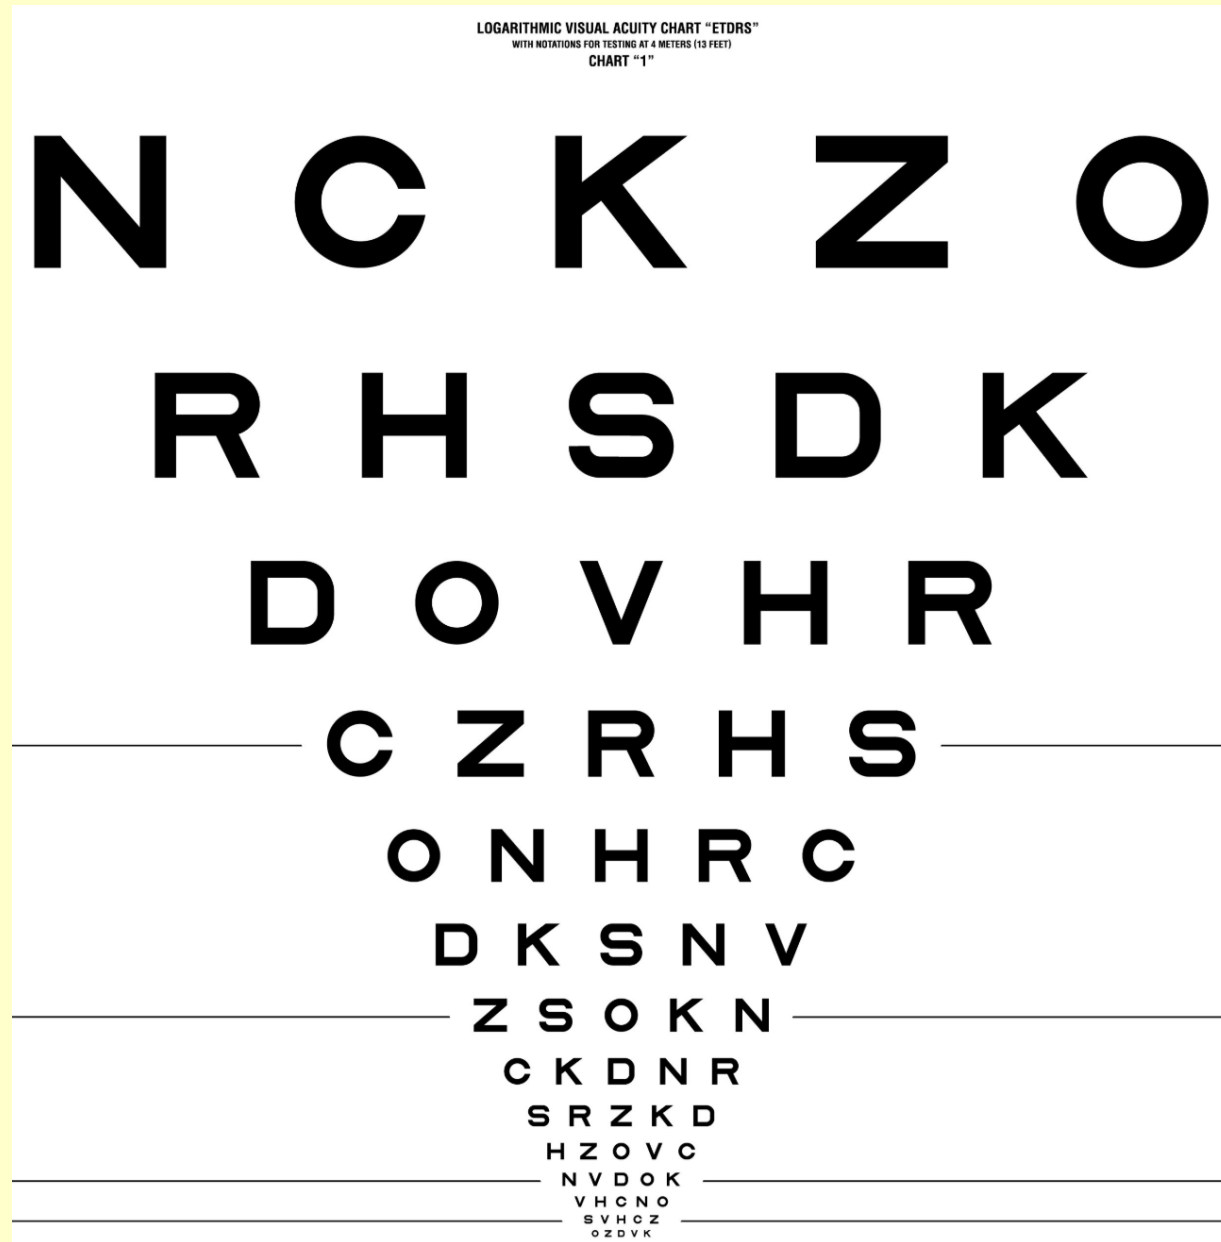 LOGARITHMIC VISUAL ACUITY CHART “ETDRS”
WITH NOTATIONS FOR TESTING AT 4 METERS (13 FEET)
CHART “1”
N C K Z O
R H S D K
D O V H R
C Z R H S
O N H R C
D K S N V
Z S O K N
C K D N R
S R Z K D
H Z O V C
N V D O K
V H C N O
S V H C Z
O Z D V K